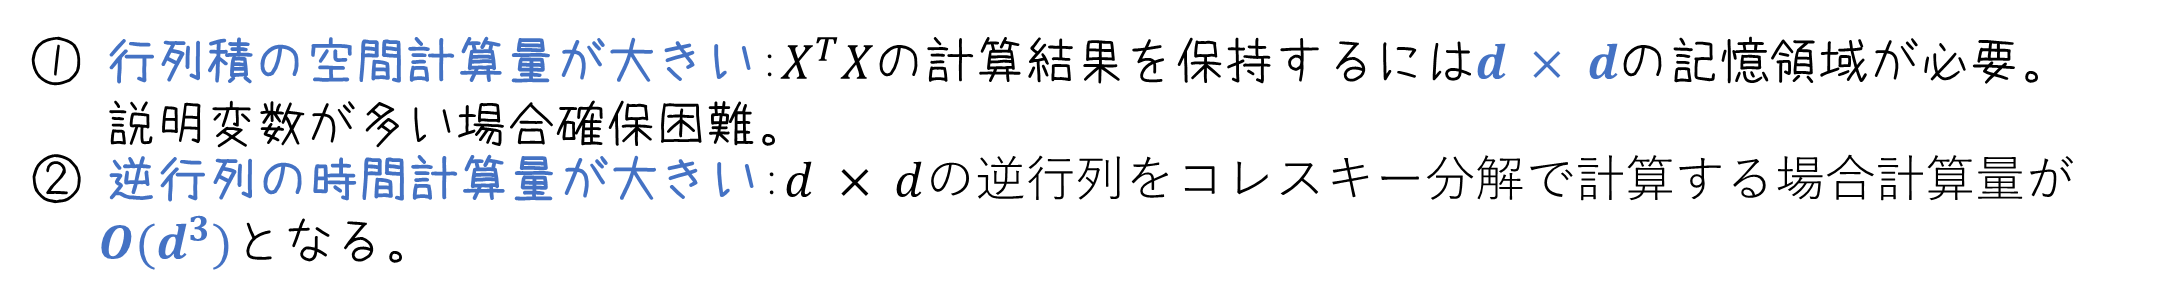 ① 行列積の空間計算量が大きい:XᵀXの計算結果を保持するにはd × dの記憶領域が必要。
説明変数が多い場合確保困難。
② 逆行列の時間計算量が大きい:d × dの逆行列をコレスキー分解で計算する場合計算量が
O(d³)となる。